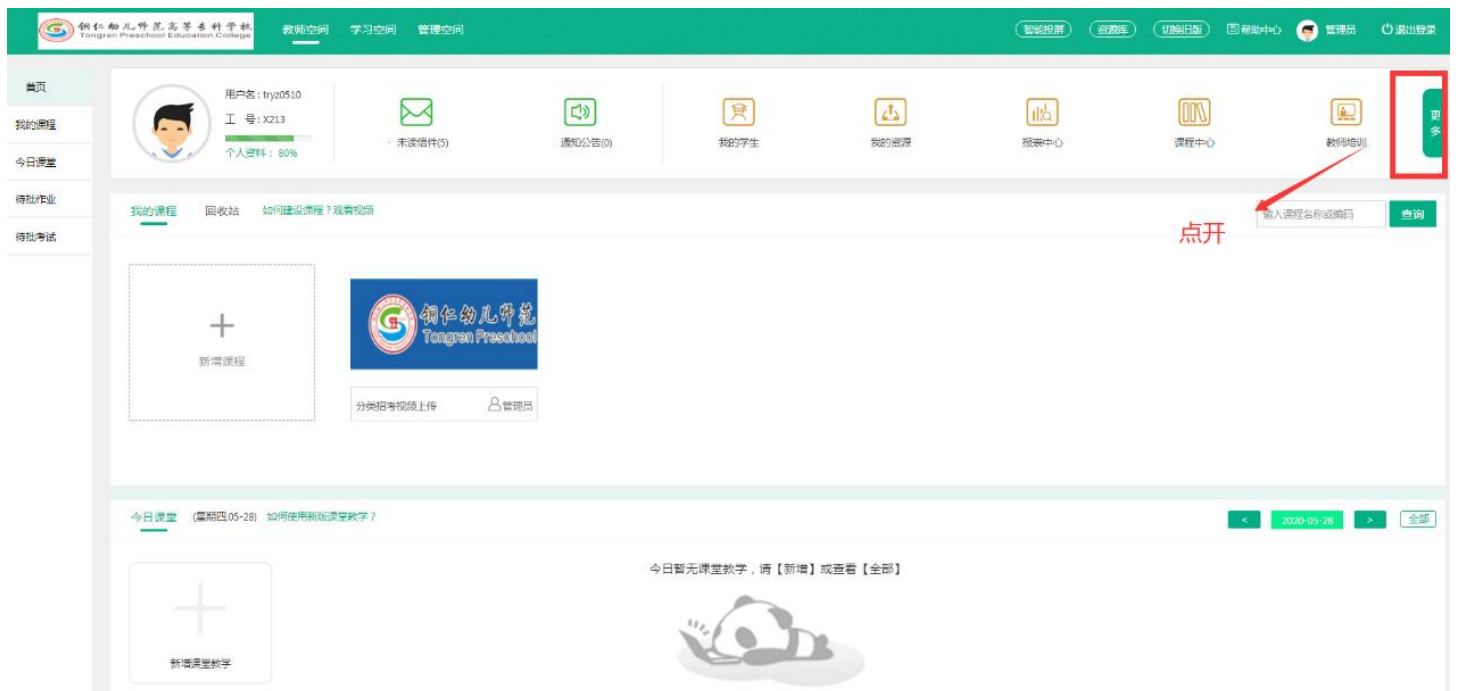 铜仁幼儿师范高等专科学校
Tongren Preschool Education College
教师空间 学习空间 管理空间
智能投屏 资源库 切换旧版 帮助中心 管理员 退出登录
首页
我的课程
今日课堂
待批作业
待批考试
用户名：tryz0510
工 号：X213
个人资料： 80%
未读信件(5)
通知公告(0)
我的学生
我的资源
报表中心
课程中心
教师培训
更多
我的课程 回收站 如何建设课程？观看视频
输入课程名称或编码 查询
点开
新增课程
铜仁幼儿师范
Tongren Preschool
分类招考视频上传 管理员
今日课堂 (星期四,05-28) 如何使用新版课堂教学？
< 2020-05-28 > 全部
今日暂无课堂教学，请【新增】或查看【全部】
新增课堂教学